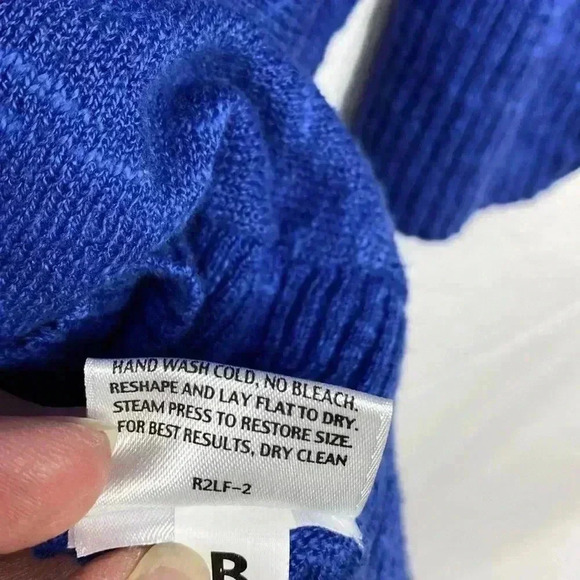 HAND WASH COLD, NO BLEACH.
RESHAPE AND LAY FLAT TO DRY.
STEAM PRESS TO RESTORE SIZE.
FOR BEST RESULTS, DRY CLEAN
R2LF-2